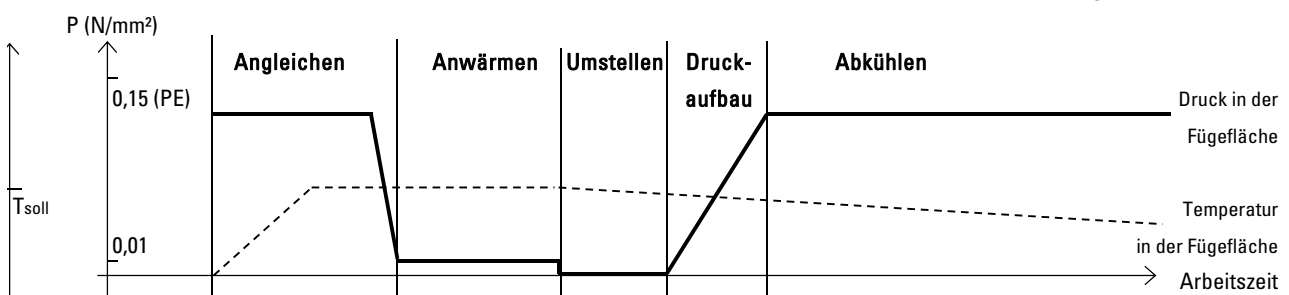 P (N/mm²)
Angleichen
Anwärmen
Umstellen
Druck-
aufbau
Abkühlen
0,15 (PE)
Druck in der
Fügefläche
Tsoll
Temperatur
in der Fügefläche
0,01
Arbeitszeit